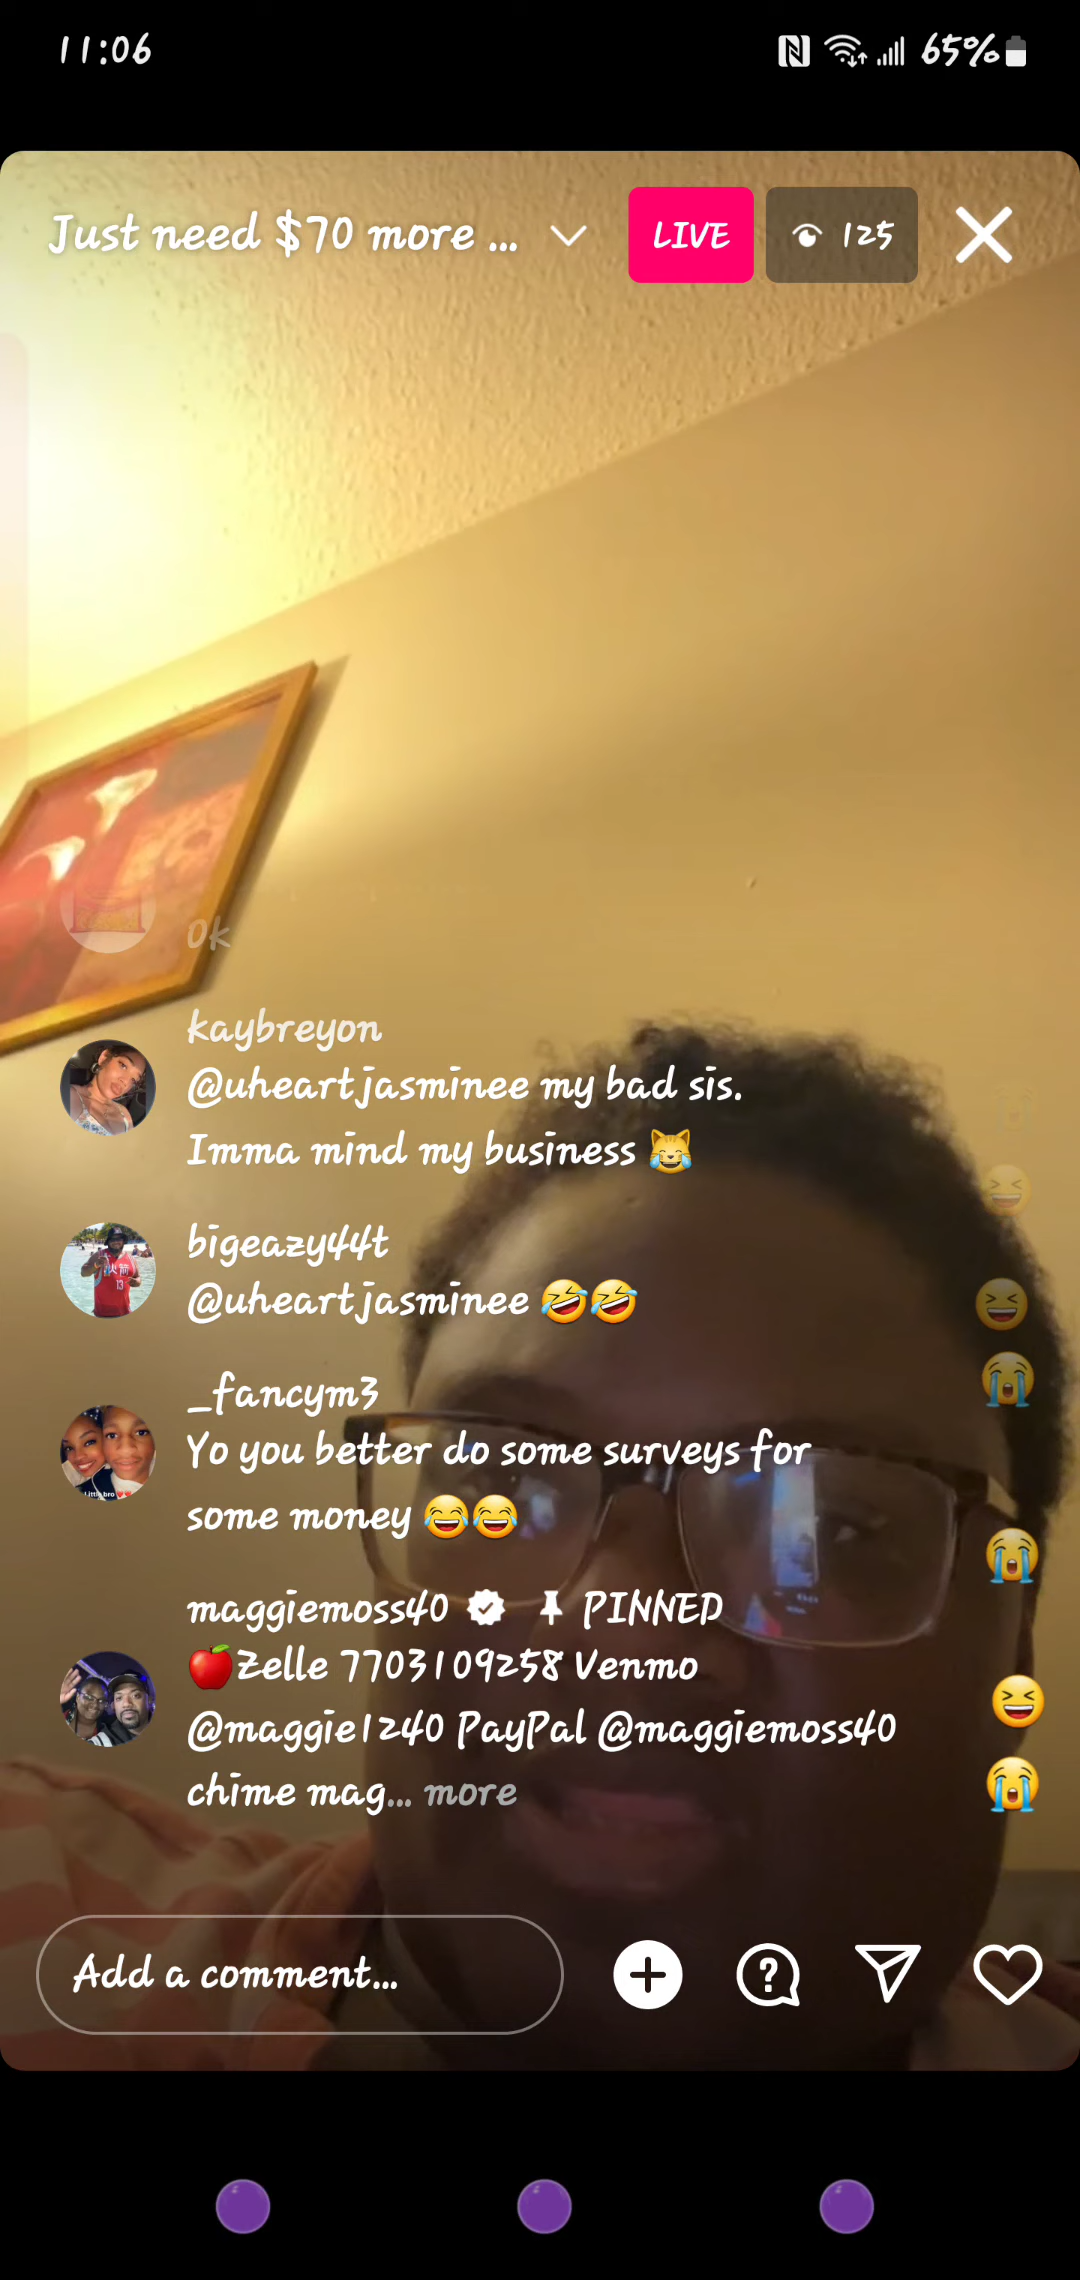 11:06
65%
Just need $70 more ...
LIVE
125
Ok
kaybreyon
@uheartjasminee my bad sis.
Imma mind my business 😹
bigeazy44t
@uheartjasminee 🤣🤣
_fancym3
Yo you better do some surveys for
some money 😂😂
maggiemoss40 PINNED
🍎Zelle 7703109258 Venmo
@maggie1240 PayPal @maggiemoss40
chime mag... more
Add a comment...